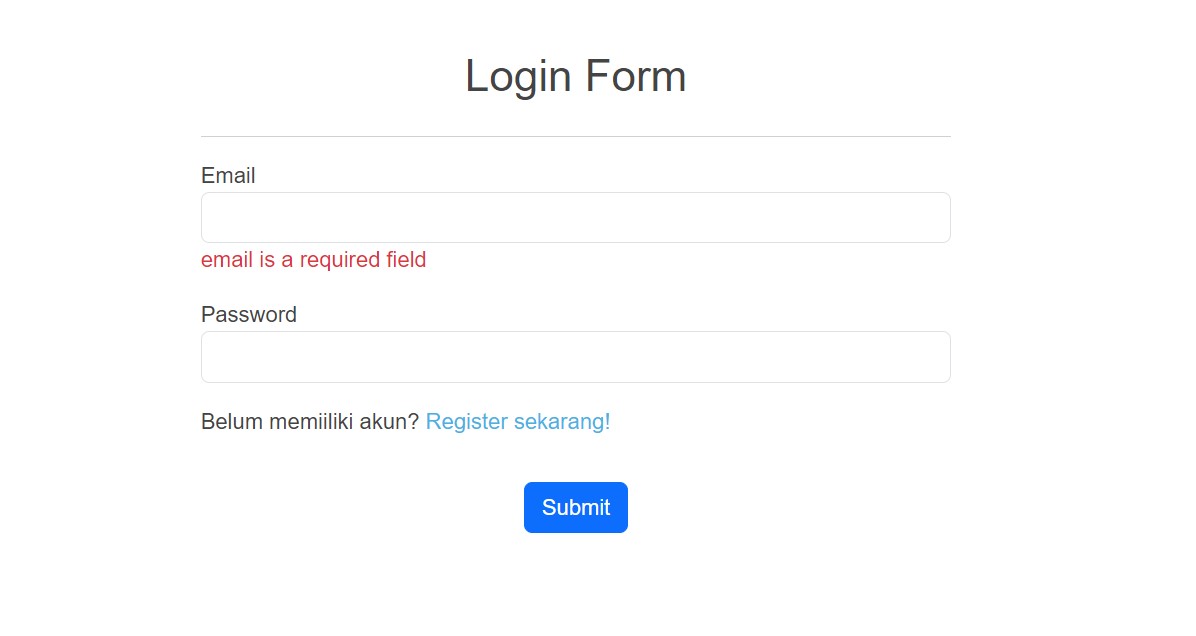 Login Form
Email
email is a required field
Password
Belum memiiliki akun? Register sekarang!
Submit